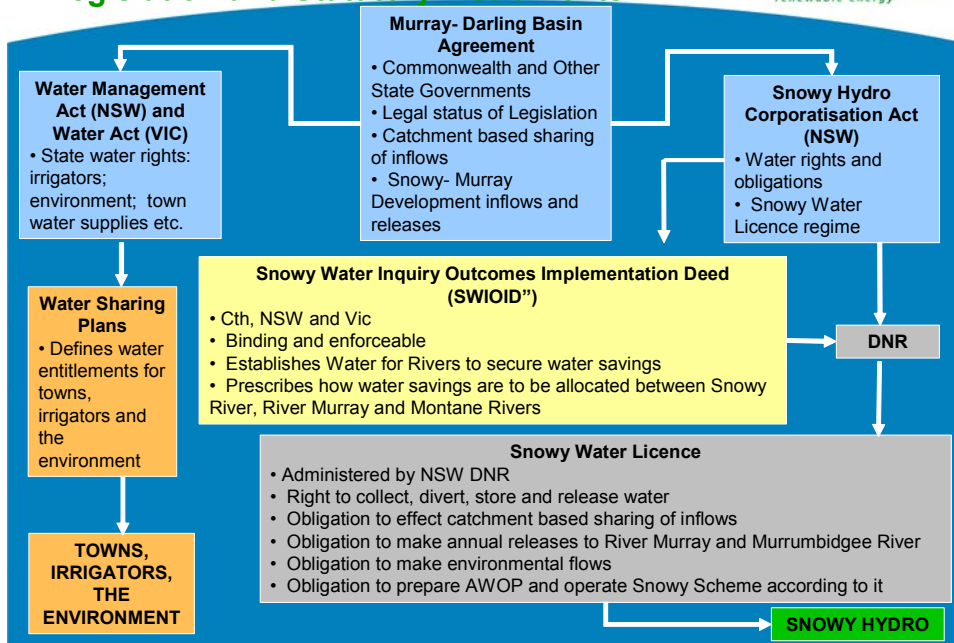 renewable energy
Murray- Darling Basin
Agreement
• Commonwealth and Other
State Governments
• Legal status of Legislation
• Catchment based sharing
of inflows
• Snowy- Murray
Development inflows and
releases
Water Management
Act (NSW) and
Water Act (VIC)
• State water rights:
irrigators;
environment; town
water supplies etc.
Snowy Hydro
Corporatisation Act
(NSW)
• Water rights and
obligations
• Snowy Water
Licence regime
Snowy Water Inquiry Outcomes Implementation Deed
(SWIOID”)
• Cth, NSW and Vic
• Binding and enforceable
• Establishes Water for Rivers to secure water savings
• Prescribes how water savings are to be allocated between Snowy
River, River Murray and Montane Rivers
Water Sharing
Plans
• Defines water
entitlements for
towns,
irrigators and
the
environment
DNR
Snowy Water Licence
• Administered by NSW DNR
• Right to collect, divert, store and release water
• Obligation to effect catchment based sharing of inflows
• Obligation to make annual releases to River Murray and Murrumbidgee River
• Obligation to make environmental flows
• Obligation to prepare AWOP and operate Snowy Scheme according to it
TOWNS,
IRRIGATORS,
THE
ENVIRONMENT
SNOWY HYDRO